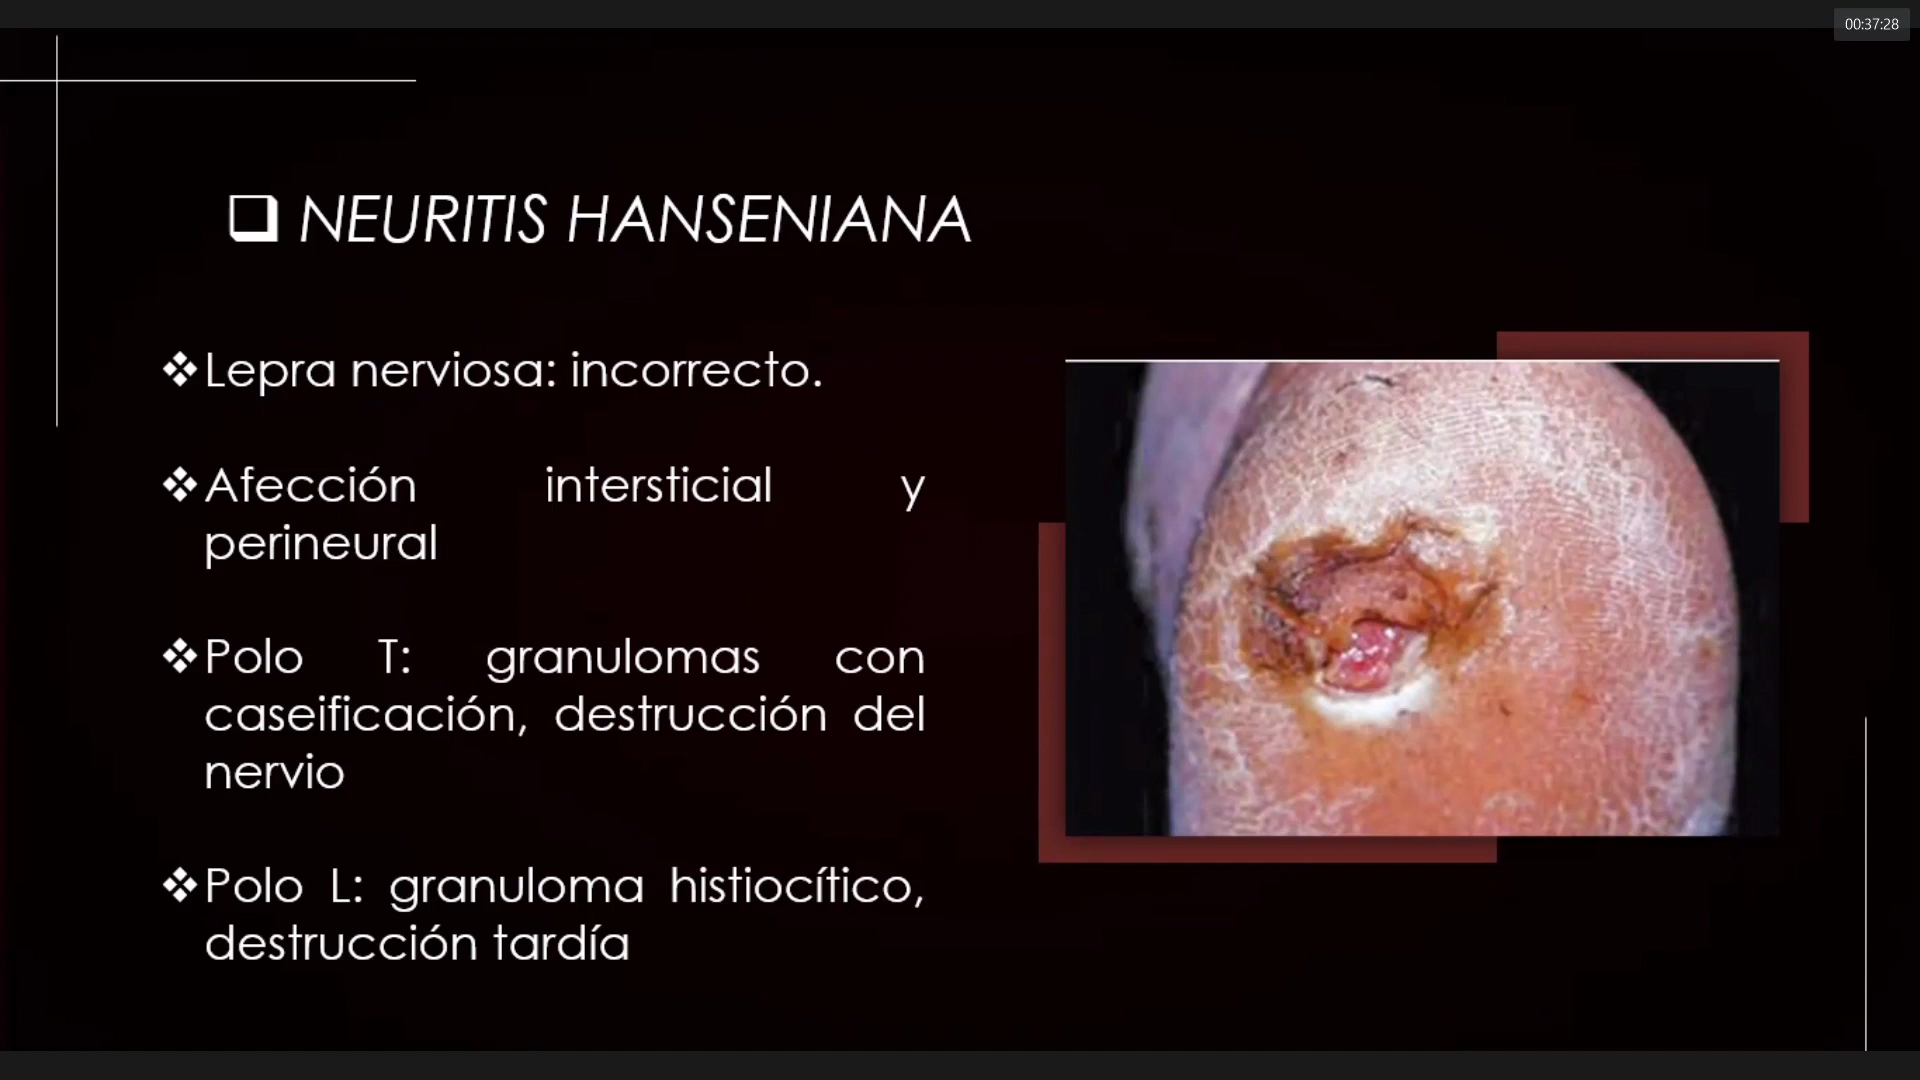 00:37:28
NEURITIS HANSENIANA
Lepra nerviosa: incorrecto.
Afección intersticial y
perineural
Polo T: granulomas con
caseificación, destrucción del
nervio
Polo L: granuloma histiocítico,
destrucción tardía